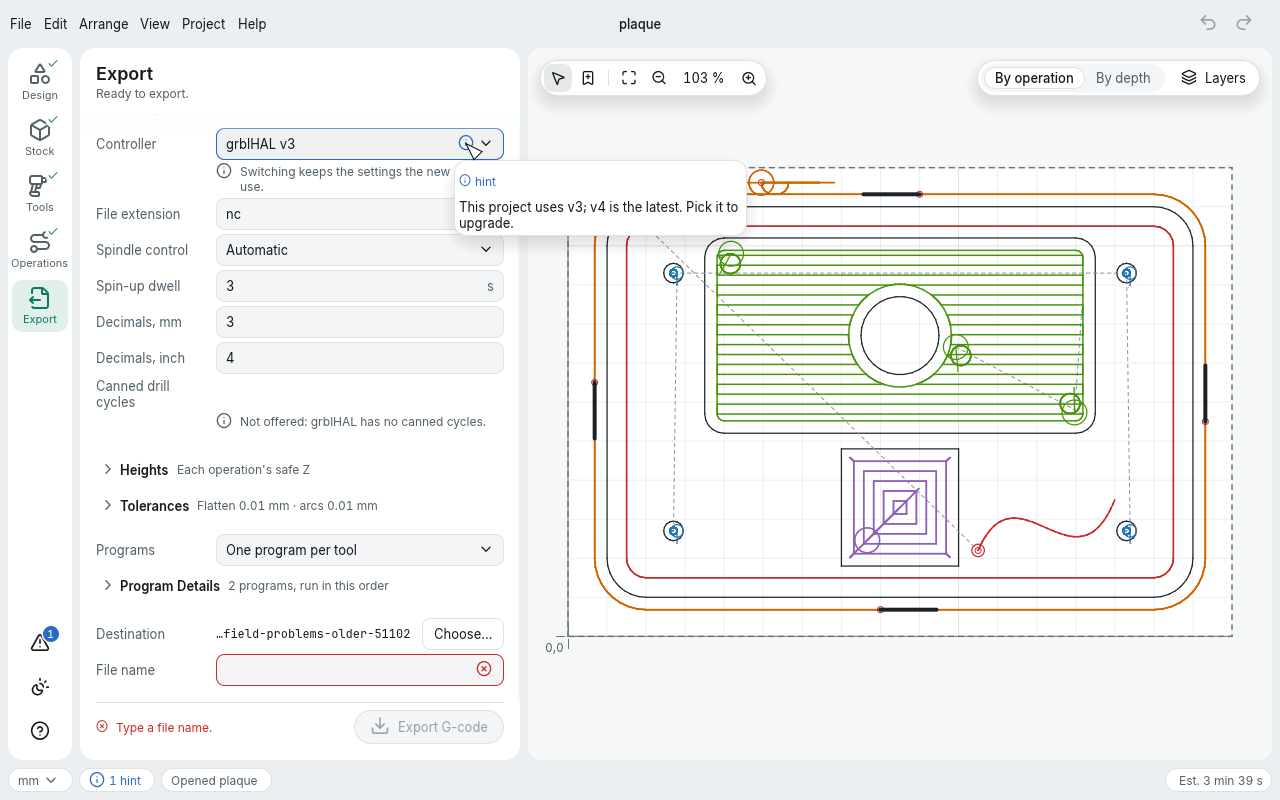 File Edit Arrange View Project Help
plaque
Design
Stock
Tools
Operations
Export
1
Export
Ready to export.
Controller
grblHAL v3
Switching keeps the settings the new
use.
hint
This project uses v3; v4 is the latest. Pick it to
upgrade.
File extension
nc
Spindle control
Automatic
Spin-up dwell
3
s
Decimals, mm
3
Decimals, inch
4
Canned drill
cycles
Not offered: grblHAL has no canned cycles.
Heights Each operation's safe Z
Tolerances Flatten 0.01 mm · arcs 0.01 mm
Programs
One program per tool
Program Details 2 programs, run in this order
Destination
…field-problems-older-51102
Choose...
File name
Type a file name.
Export G-code
103 %
By operation
By depth
Layers
0,0
mm
1 hint
Opened plaque
Est. 3 min 39 s